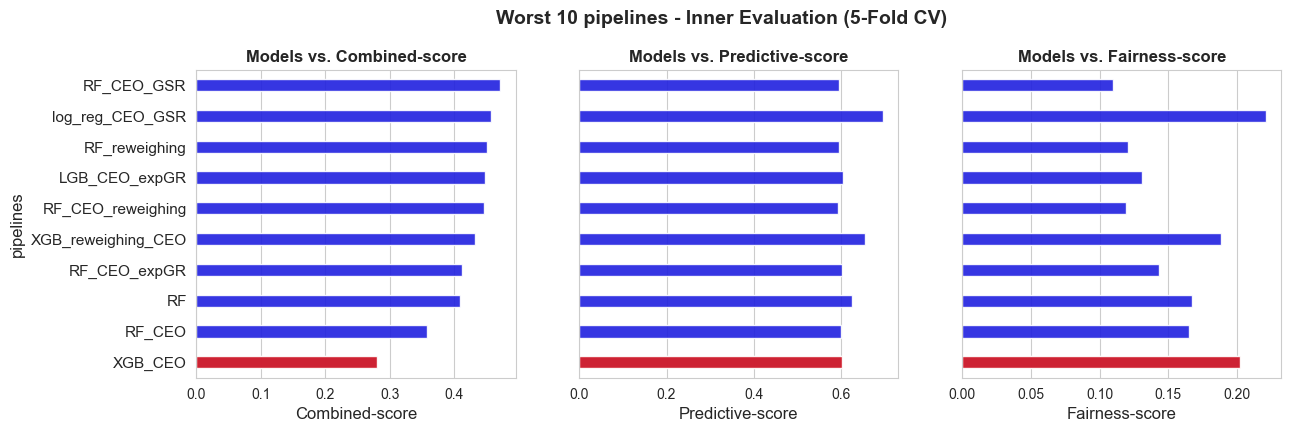 Worst 10 pipelines - Inner Evaluation (5-Fold CV)
Models vs. Combined-score
Models vs. Predictive-score
Models vs. Fairness-score
pipelines
RF_CEO_GSR
log_reg_CEO_GSR
RF_reweighing
LGB_CEO_expGR
RF_CEO_reweighing
XGB_reweighing_CEO
RF_CEO_expGR
RF
RF_CEO
XGB_CEO
0.0 0.1 0.2 0.3 0.4
Combined-score
0.0 0.2 0.4 0.6
Predictive-score
0.00 0.05 0.10 0.15 0.20
Fairness-score